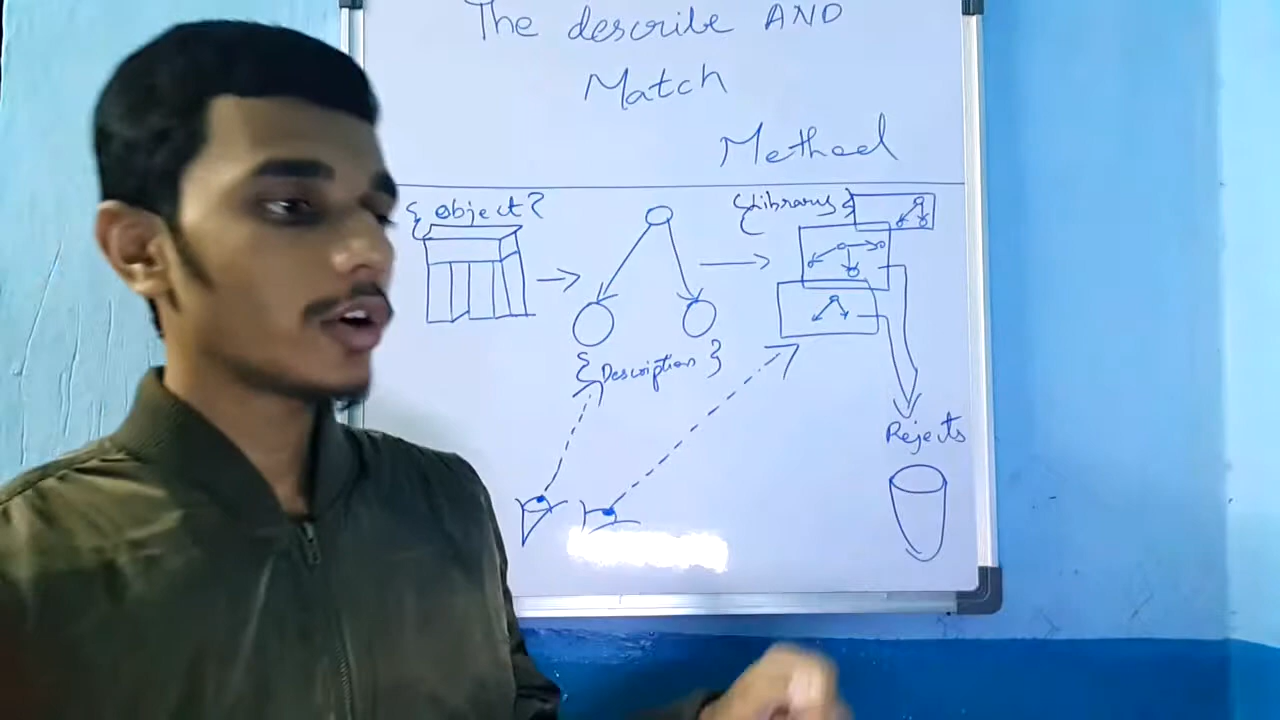 The describe AND
Match
Method
{ Object }
{ Library }
{ Description }
Rejects